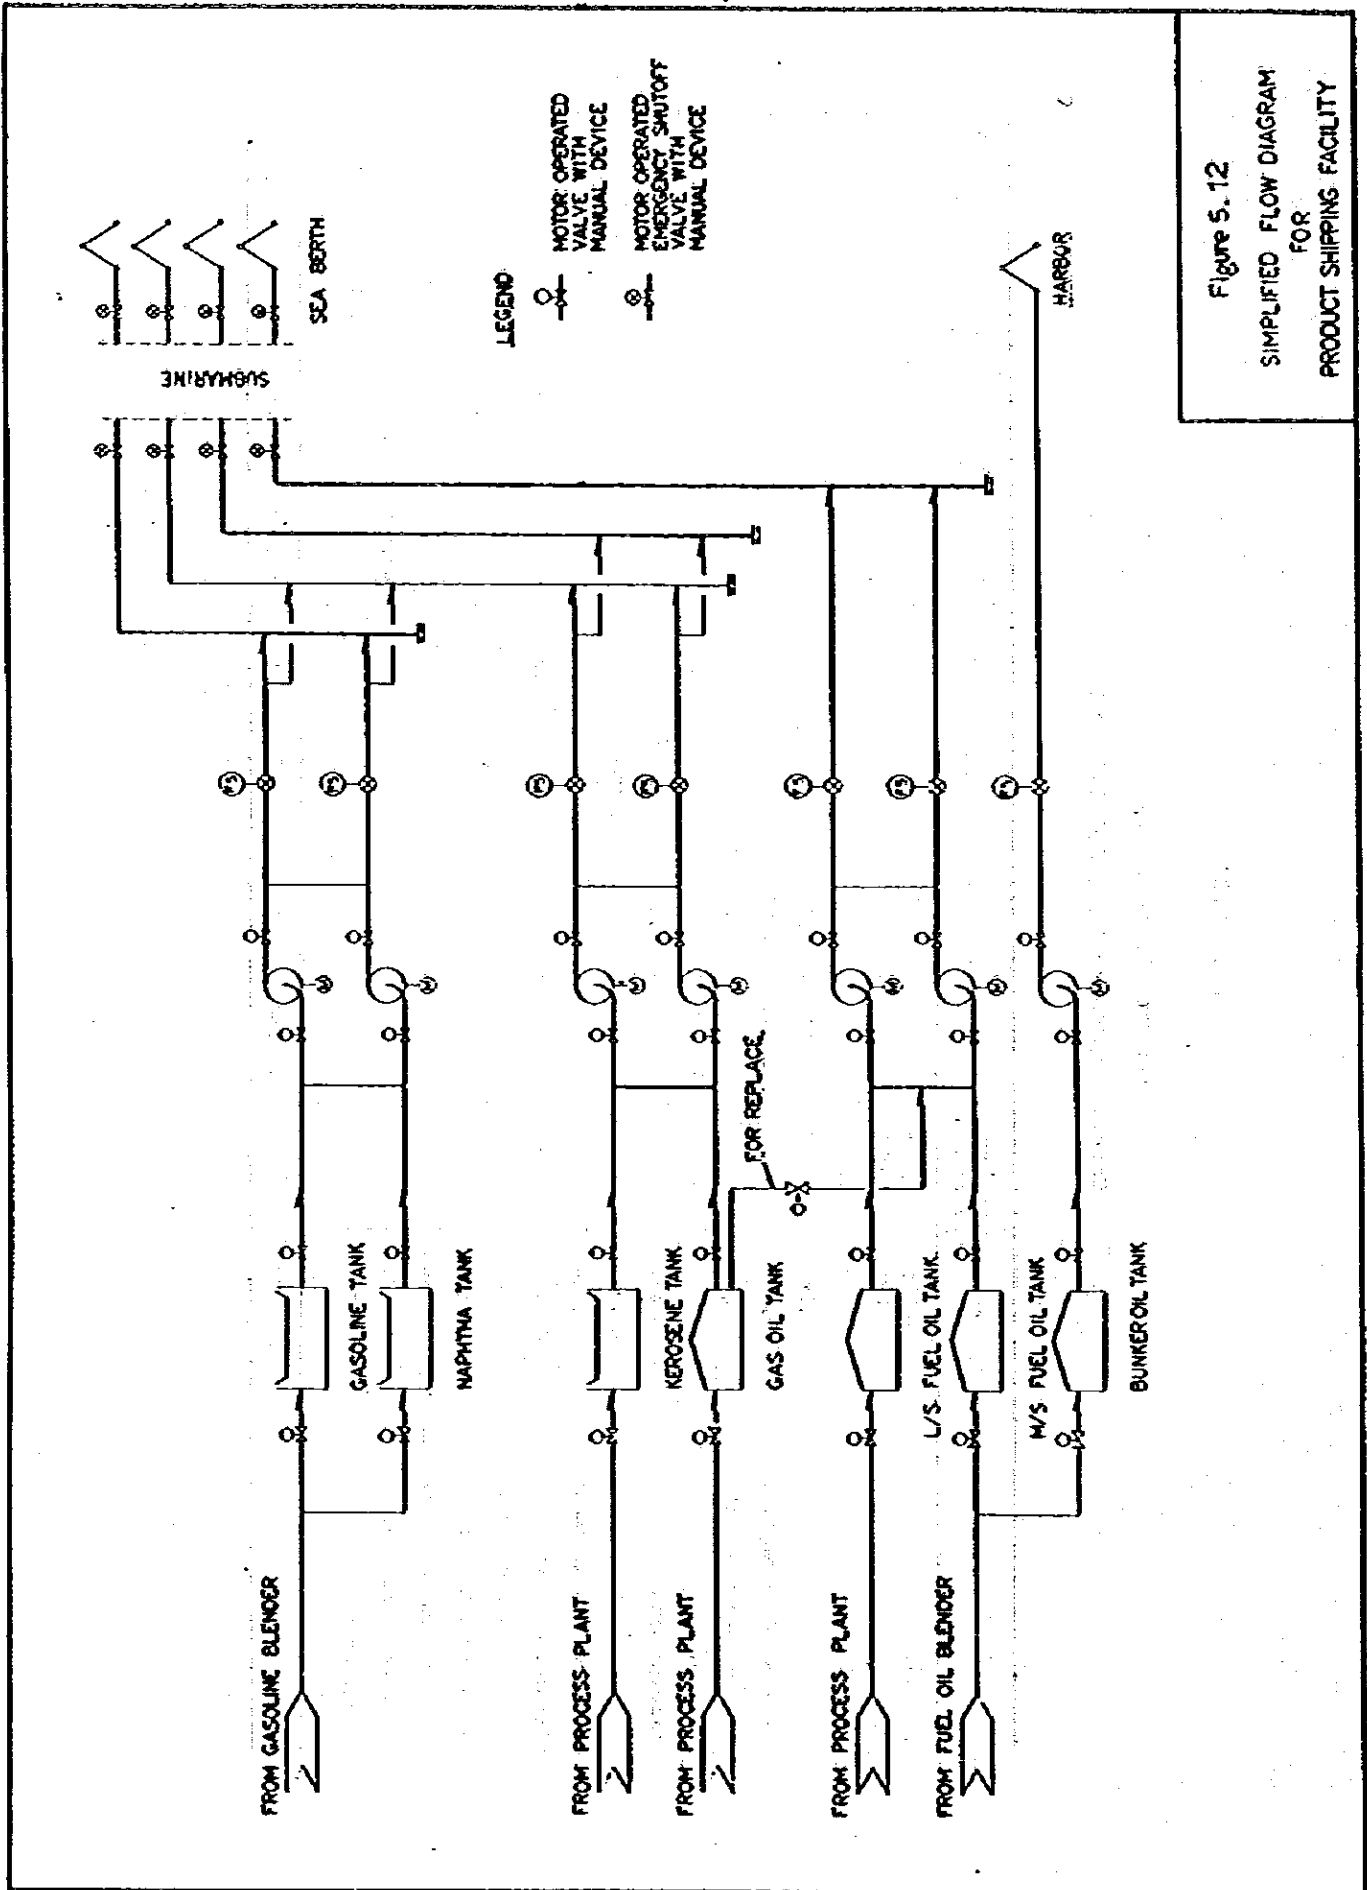 FROM GASOLINE BLENDER
GASOLINE TANK
NAPHTHA TANK
FROM PROCESS PLANT
KEROSENE TANK
FROM PROCESS PLANT
GAS OIL TANK
FOR REPLACE
FROM PROCESS PLANT
L/S FUEL OIL TANK
FROM FUEL OIL BLENDER
M/S FUEL OIL TANK
BUNKER OIL TANK
M
M
M
M
M
M
M
SUBMARINE
SEA BERTH
LEGEND
MOTOR OPERATED
VALVE WITH
MANUAL DEVICE
MOTOR OPERATED
EMERGENCY SHUTOFF
VALVE WITH
MANUAL DEVICE
HARBOR
Figure 5.12
SIMPLIFIED FLOW DIAGRAM
FOR
PRODUCT SHIPPING FACILITY